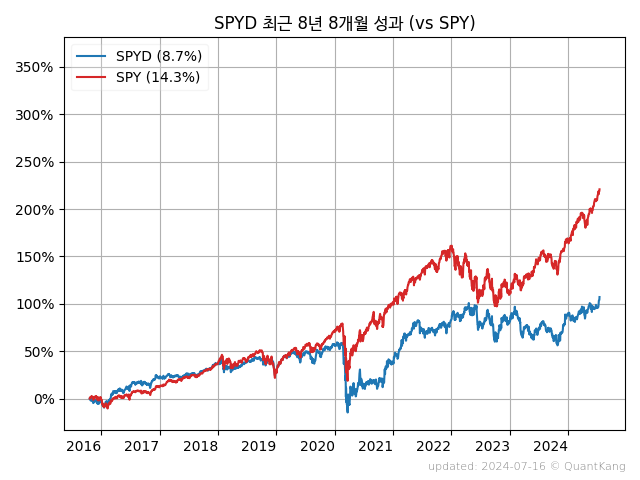 SPYD 최근 8년 8개월 성과 (vs SPY)
SPYD (8.7%)
SPY (14.3%)
350%
300%
250%
200%
150%
100%
50%
0%
2016 2017 2018 2019 2020 2021 2022 2023 2024
updated: 2024-07-16 © QuantKang